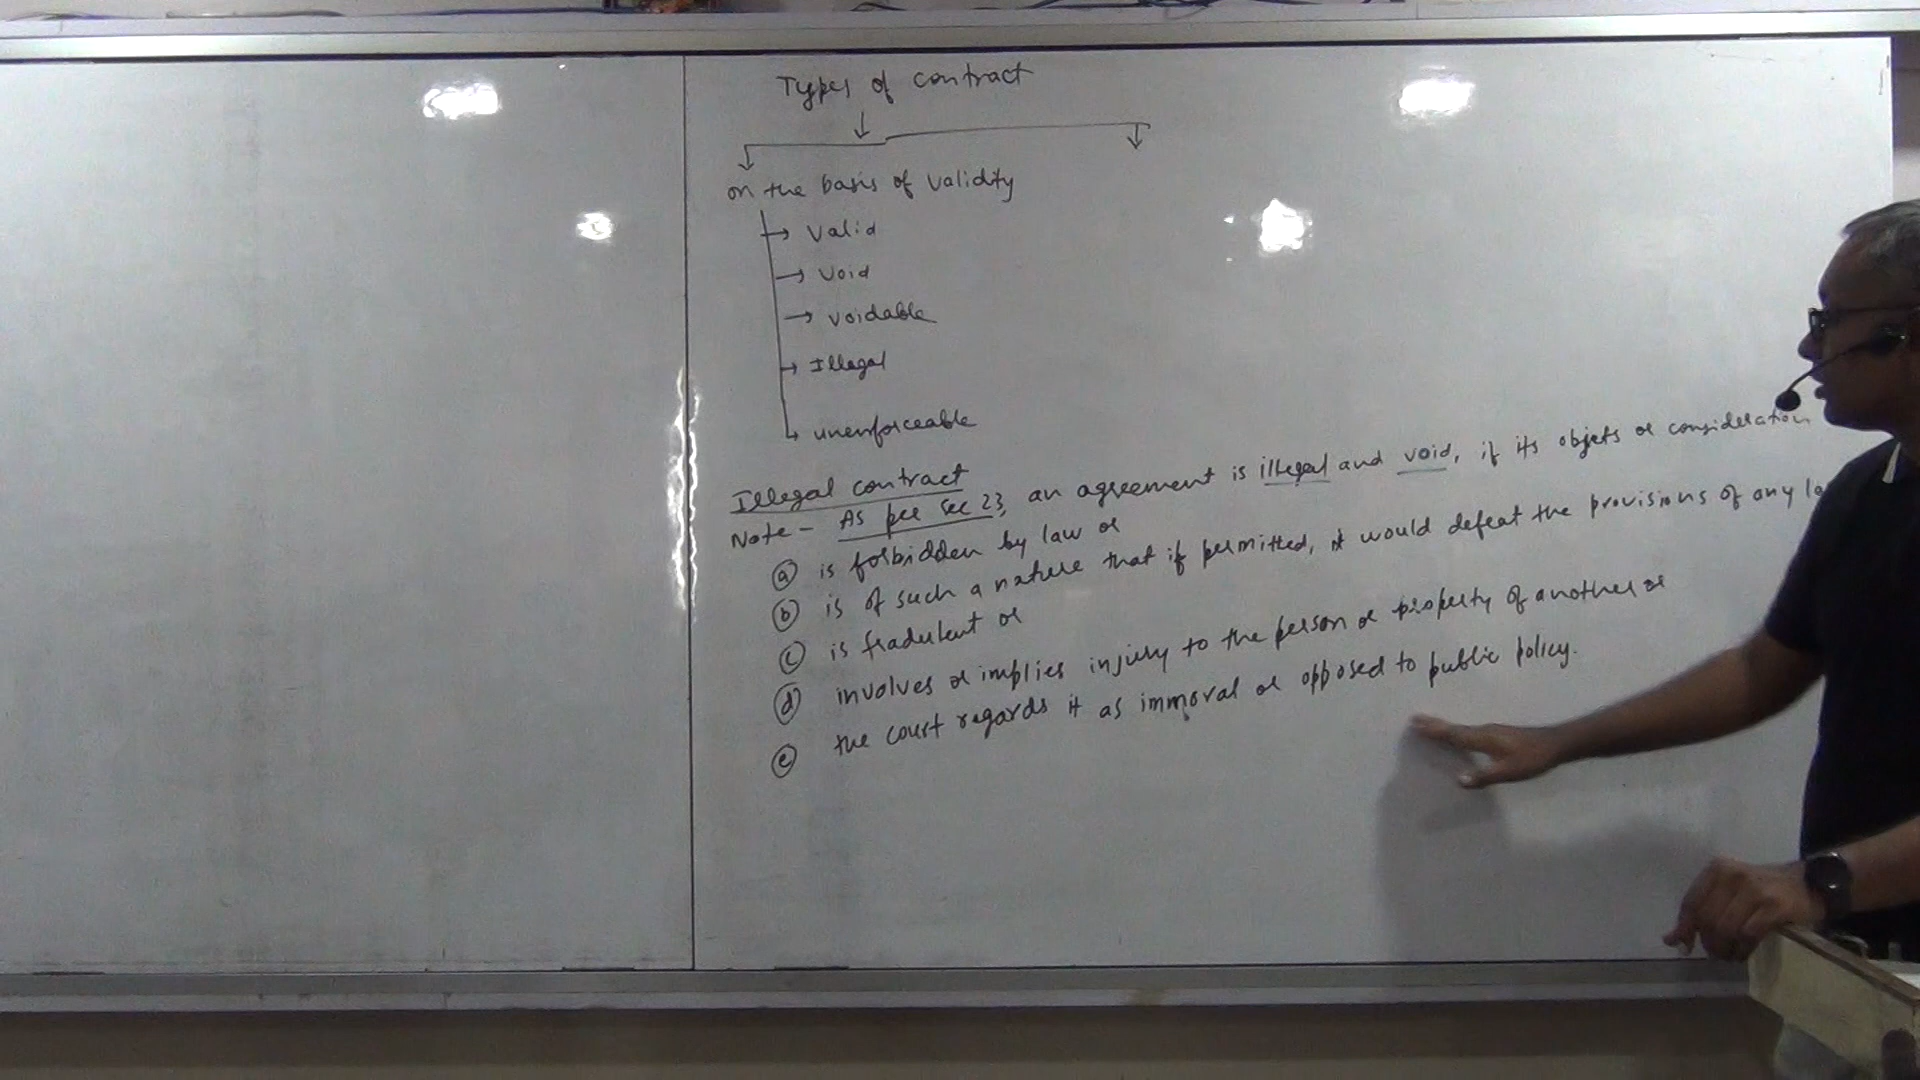 Types of contract
on the basis of validity
→ Valid
→ Void
→ Voidable
→ Illegal
→ unenforceable
Illegal contract
Note - As per sec 23, an agreement is illegal and void, if its objets or consideration
(a) is forbidden by law or
(b) is of such a nature that if permitted, it would defeat the provisions of any
(c) is fradulent or
(d) involves or implies injury to the person or property of another or
(e) the court regards it as immoral or opposed to public policy.